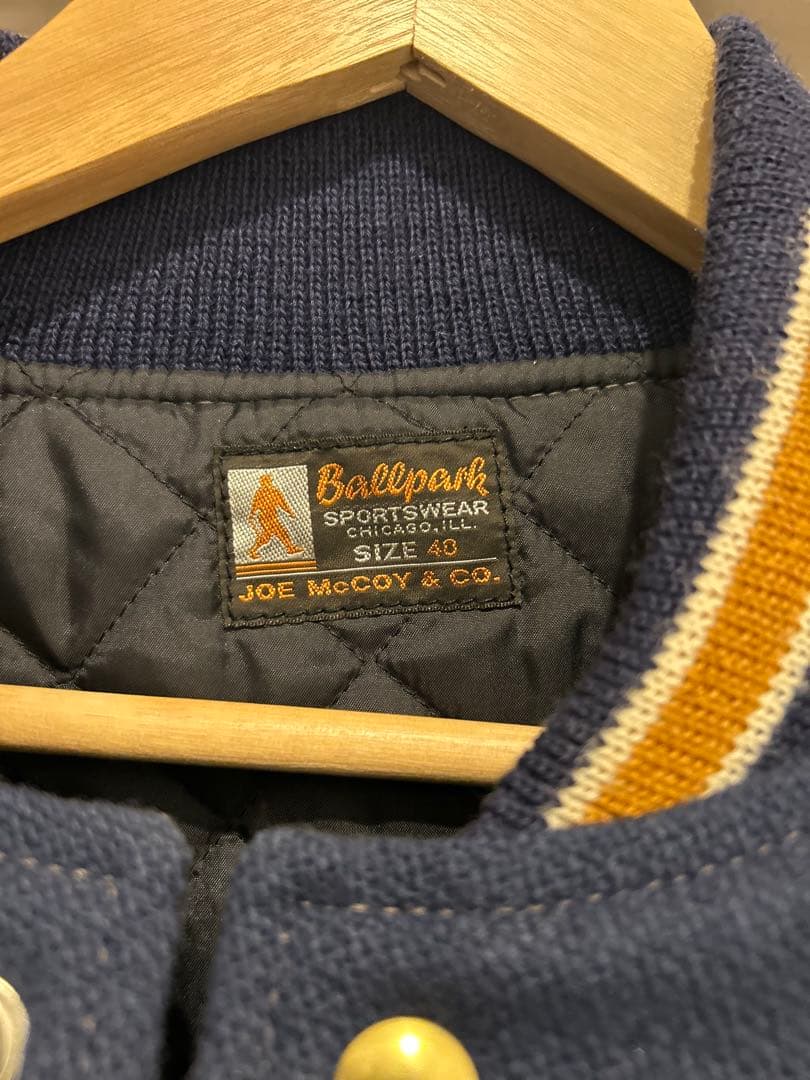 Ballpark
SPORTSWEAR
CHICAGO, ILL.
SIZE 40
JOE McCOY & CO.